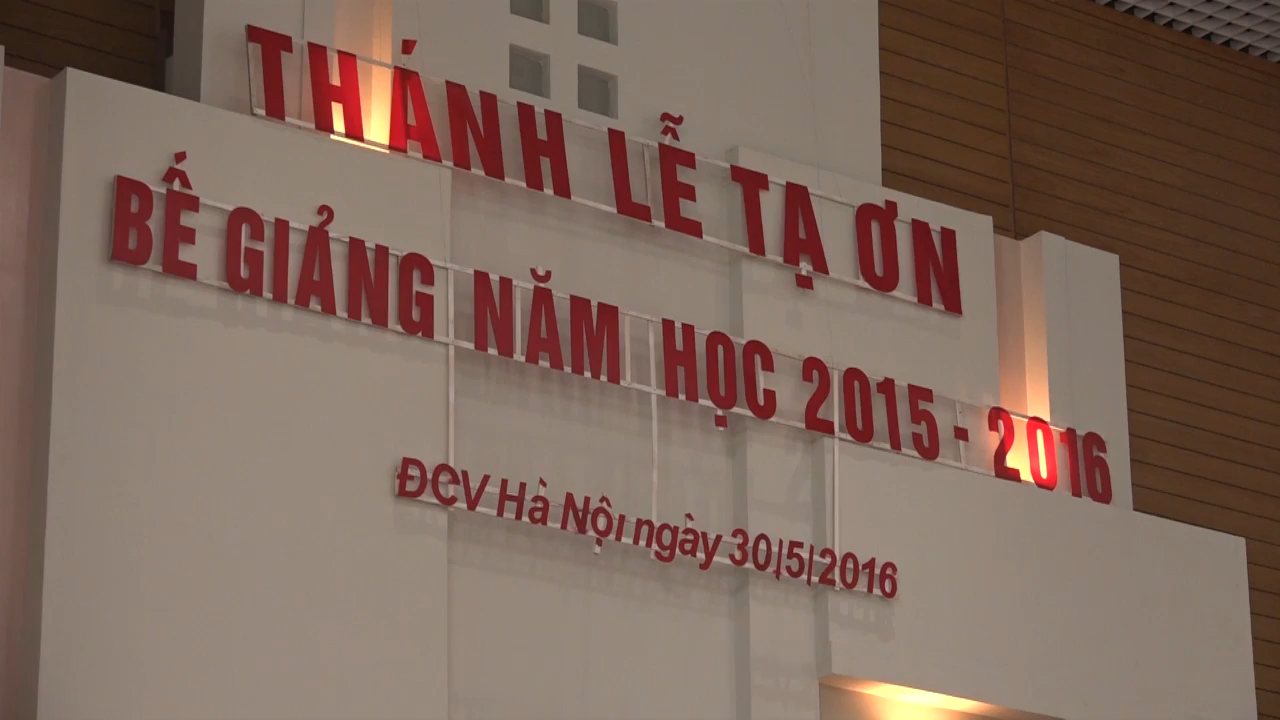 THÁNH LỄ TẠ ƠN
BẾ GIẢNG NĂM HỌC 2015 - 2016
ĐCV Hà Nội ngày 30|5|2016